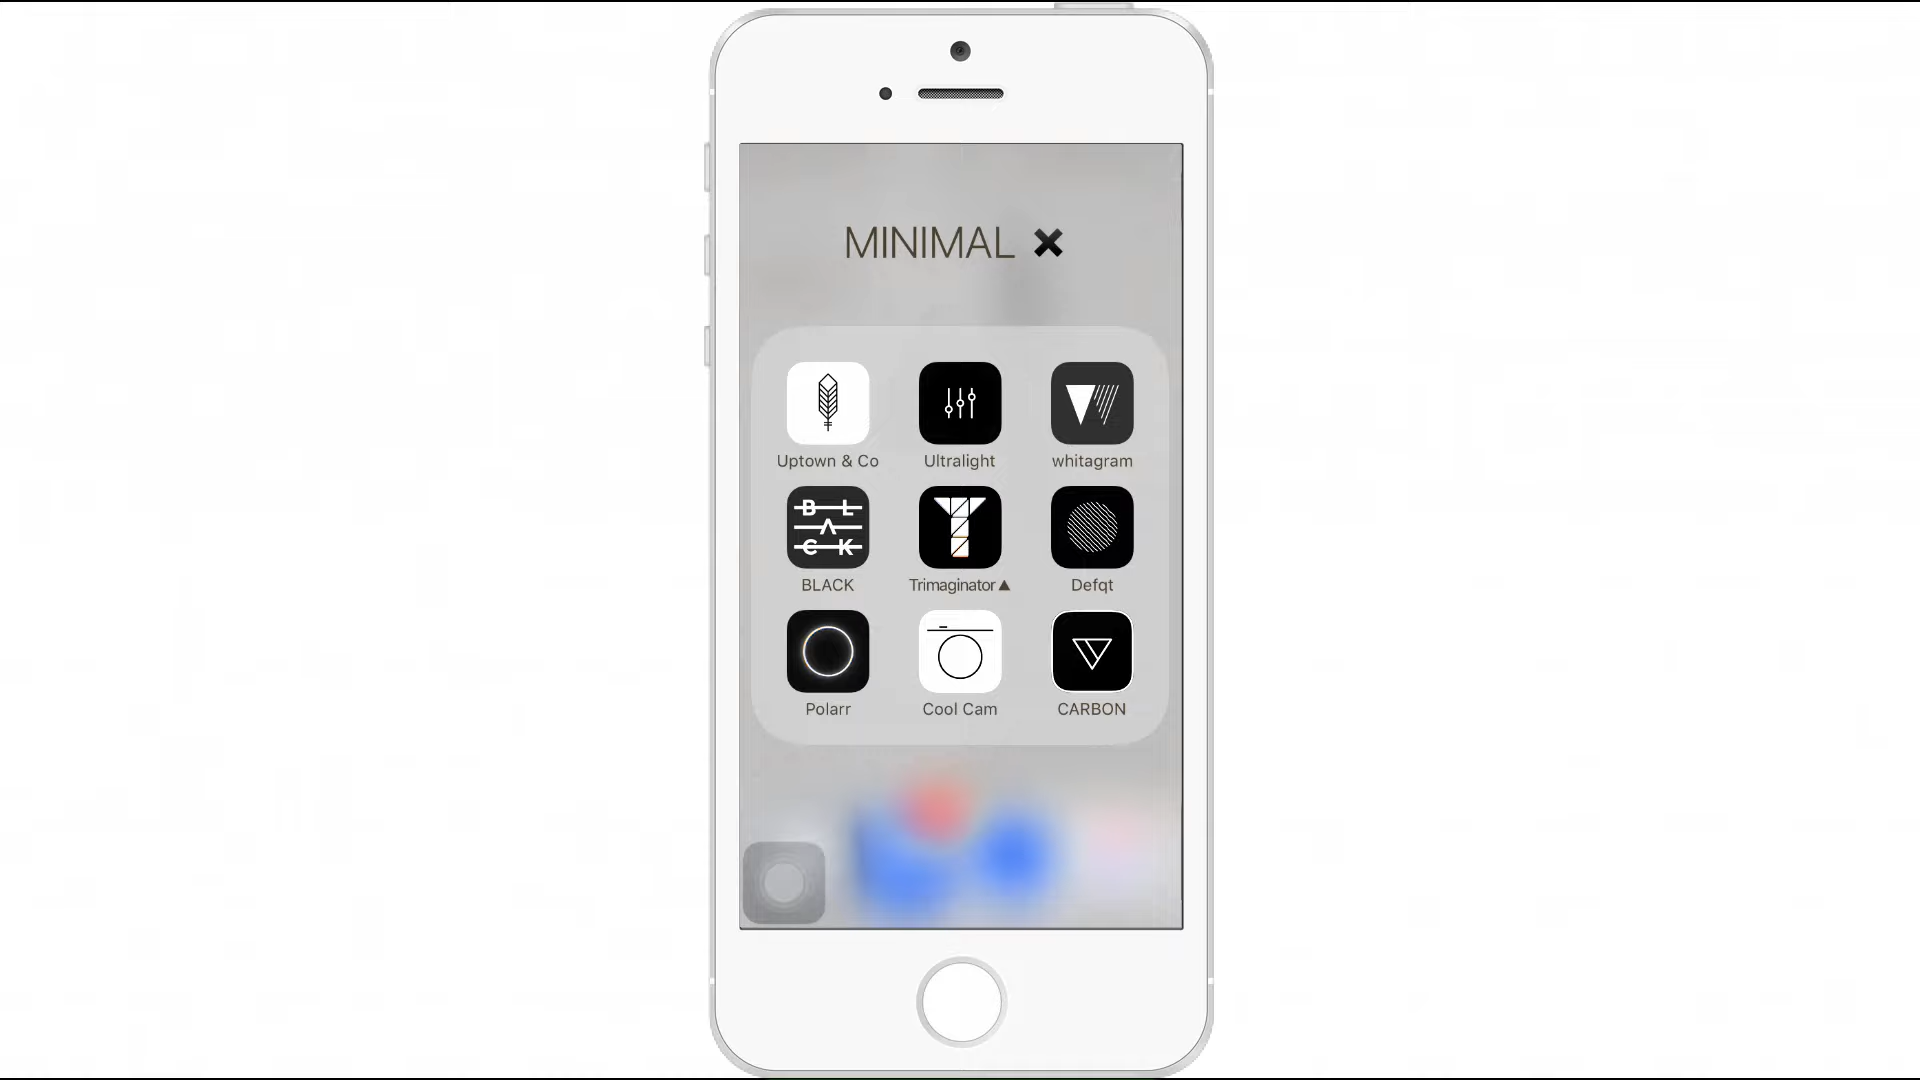 MINIMAL ✖
Uptown & Co
Ultralight
whitagram
B L
A
C K
BLACK
Trimaginator▲
Defqt
Polarr
Cool Cam
CARBON